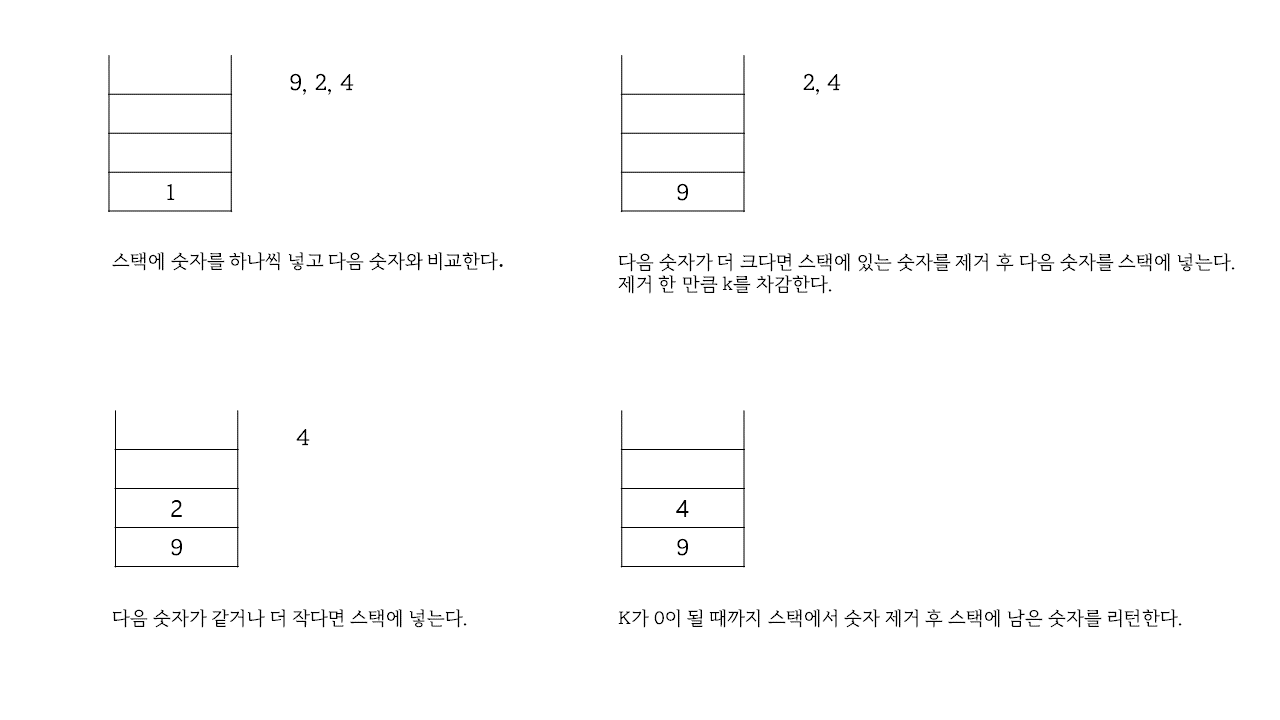 9, 2, 4
1
스택에 숫자를 하나씩 넣고 다음 숫자와 비교한다.
2, 4
9
다음 숫자가 더 크다면 스택에 있는 숫자를 제거 후 다음 숫자를 스택에 넣는다.
제거 한 만큼 k를 차감한다.
4
2
9
다음 숫자가 같거나 더 작다면 스택에 넣는다.
4
9
K가 0이 될 때까지 스택에서 숫자 제거 후 스택에 남은 숫자를 리턴한다.